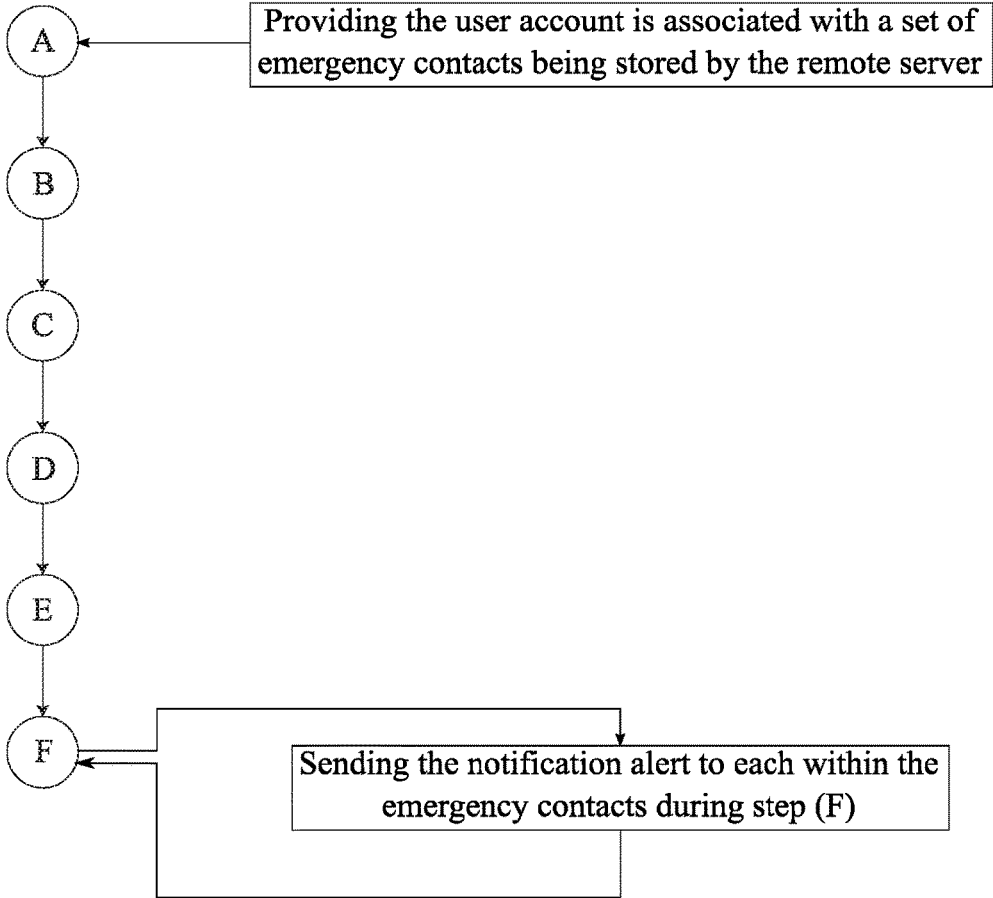 A
Providing the user account is associated with a set of
emergency contacts being stored by the remote server
B
C
D
E
F
Sending the notification alert to each within the
emergency contacts during step (F)